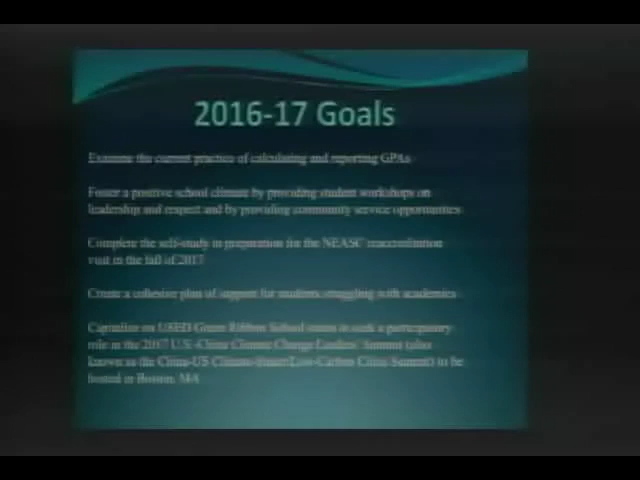 2016-17 Goals
Examine the current practice of calculating and reporting GPAs
Foster a positive school climate by providing student workshops on
leadership and respect and by providing community service opportunities
Complete the self-study in preparation for the NEASC reaccreditation
visit in the fall of 2017
Create a cohesive plan of support for students struggling with academics
Capitalize on USED Green Ribbon School status to seek a participatory
role in the 2017 U.S.-China Climate Change Leaders' Summit (also
known as the China-US Climate-Smart/Low-Carbon Cities Summit) to be
hosted in Boston, MA